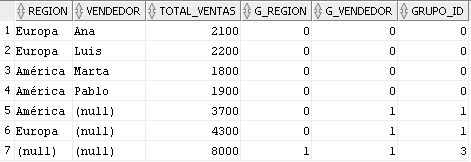 REGION VENDEDOR TOTAL_VENTAS G_REGION G_VENDEDOR GRUPO_ID
1 Europa Ana 2100 0 0 0
2 Europa Luis 2200 0 0 0
3 América Marta 1800 0 0 0
4 América Pablo 1900 0 0 0
5 América (null) 3700 0 1 1
6 Europa (null) 4300 0 1 1
7 (null) (null) 8000 1 1 3